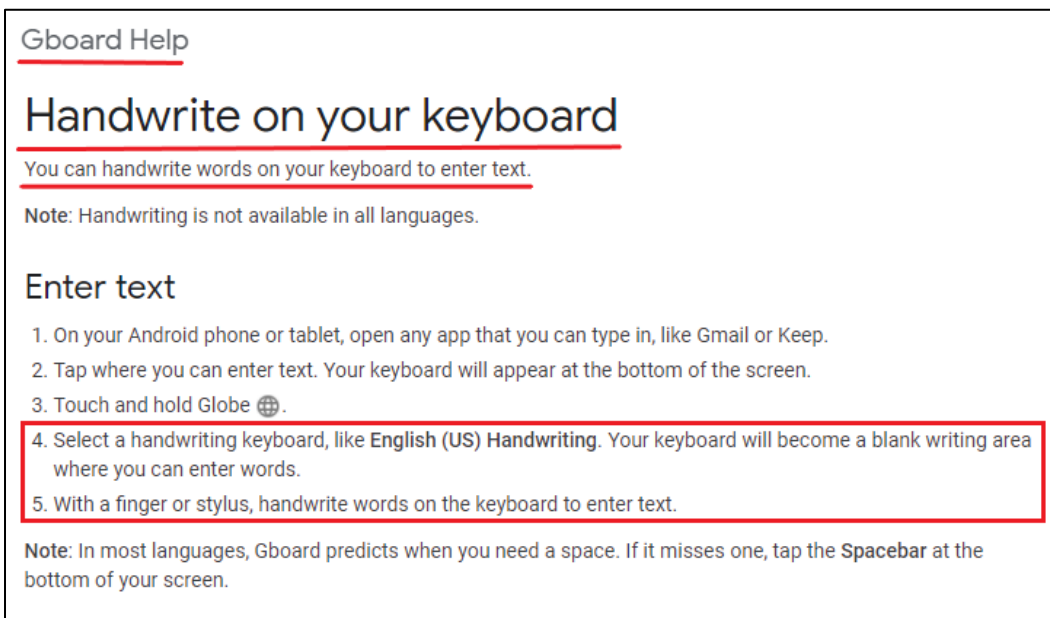 Gboard Help
Handwrite on your keyboard
You can handwrite words on your keyboard to enter text.
Note: Handwriting is not available in all languages.
Enter text
1. On your Android phone or tablet, open any app that you can type in, like Gmail or Keep.
2. Tap where you can enter text. Your keyboard will appear at the bottom of the screen.
3. Touch and hold Globe .
4. Select a handwriting keyboard, like English (US) Handwriting. Your keyboard will become a blank writing area
where you can enter words.
5. With a finger or stylus, handwrite words on the keyboard to enter text.
Note: In most languages, Gboard predicts when you need a space. If it misses one, tap the Spacebar at the
bottom of your screen.